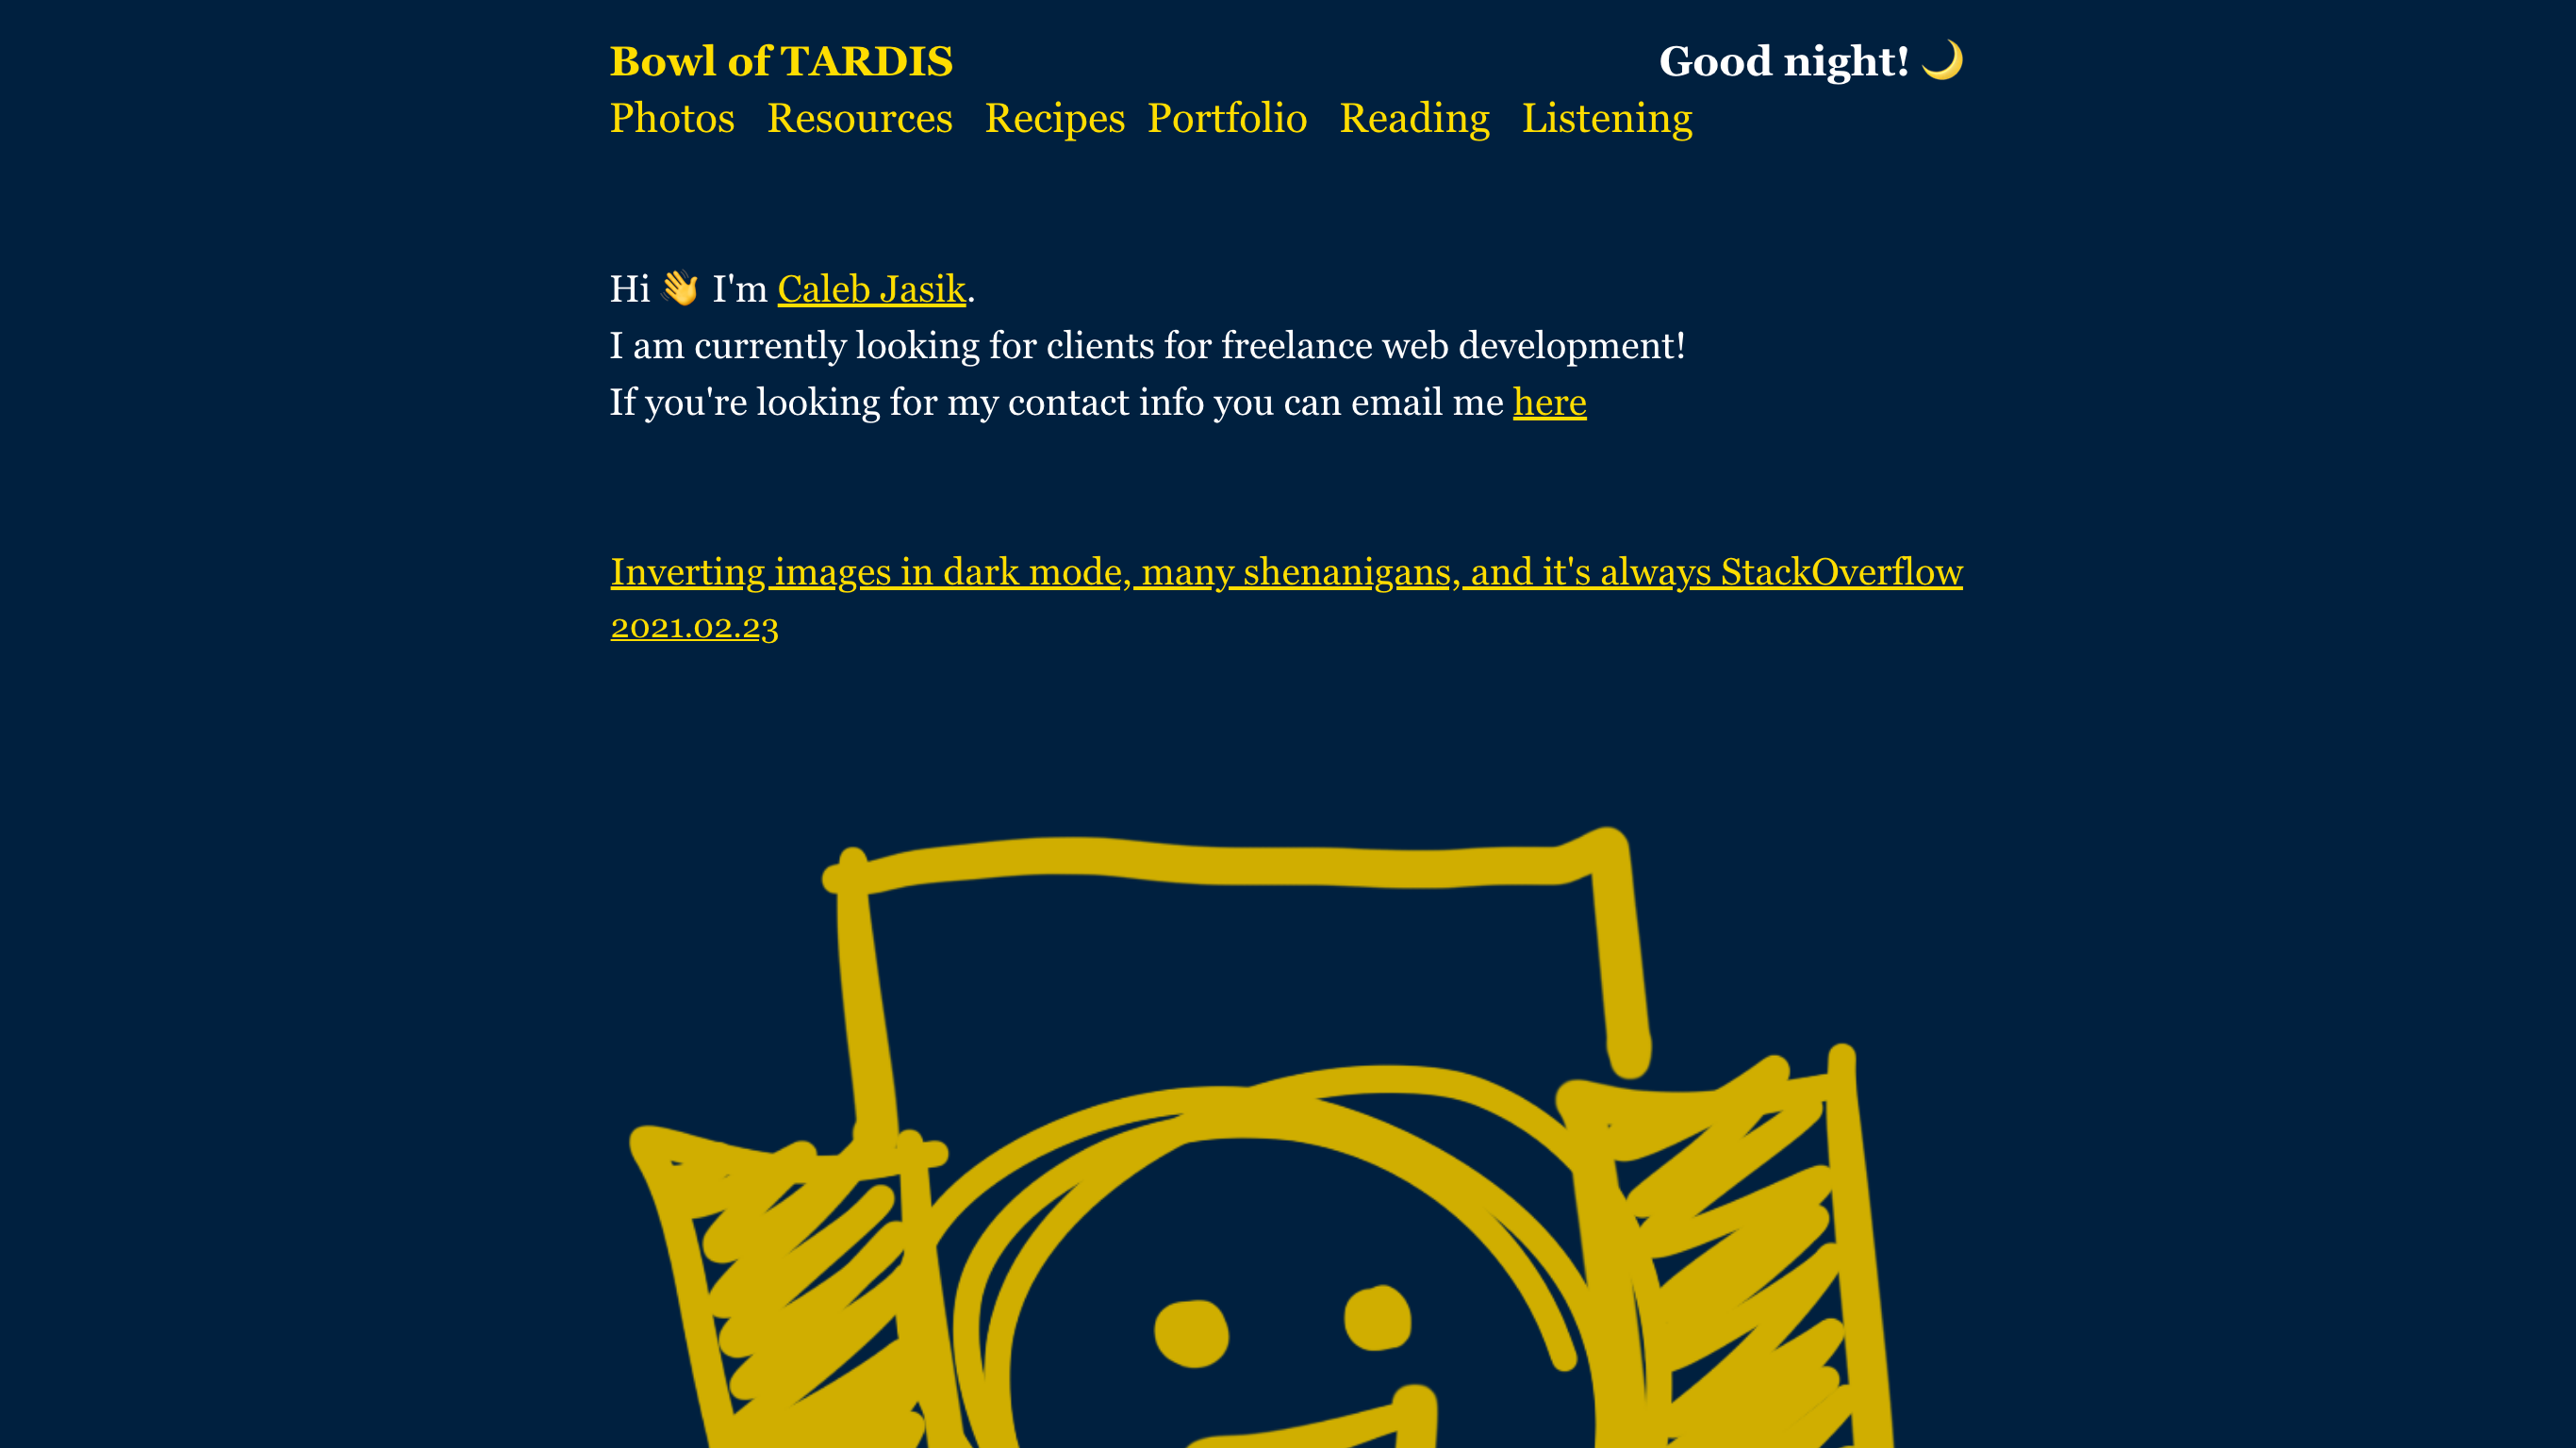 Bowl of TARDIS
Good night! 🌙
Photos Resources Recipes Portfolio Reading Listening
Hi 👋 I'm Caleb Jasik.
I am currently looking for clients for freelance web development!
If you're looking for my contact info you can email me here
Inverting images in dark mode, many shenanigans, and it's always StackOverflow
2021.02.23